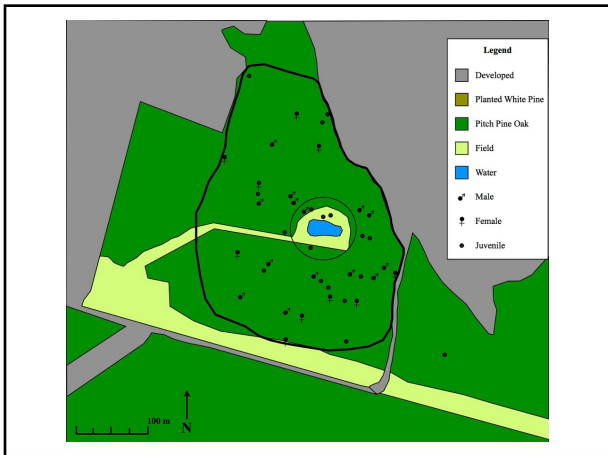 Legend
Developed
Planted White Pine
Pitch Pine Oak
Field
Water
Male
Female
Juvenile
100 m
N